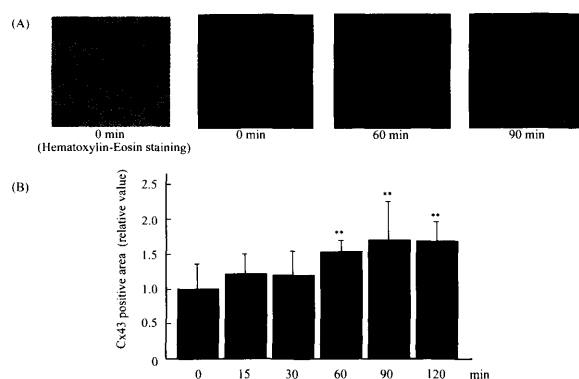 (A)
0 min
(Hematoxylin-Eosin staining)
0 min
60 min
90 min
(B)
Cx43 positive area (relative value)
2.5
2.0
1.5
1.0
0.5
0
**
**
**
0 15 30 60 90 120 min